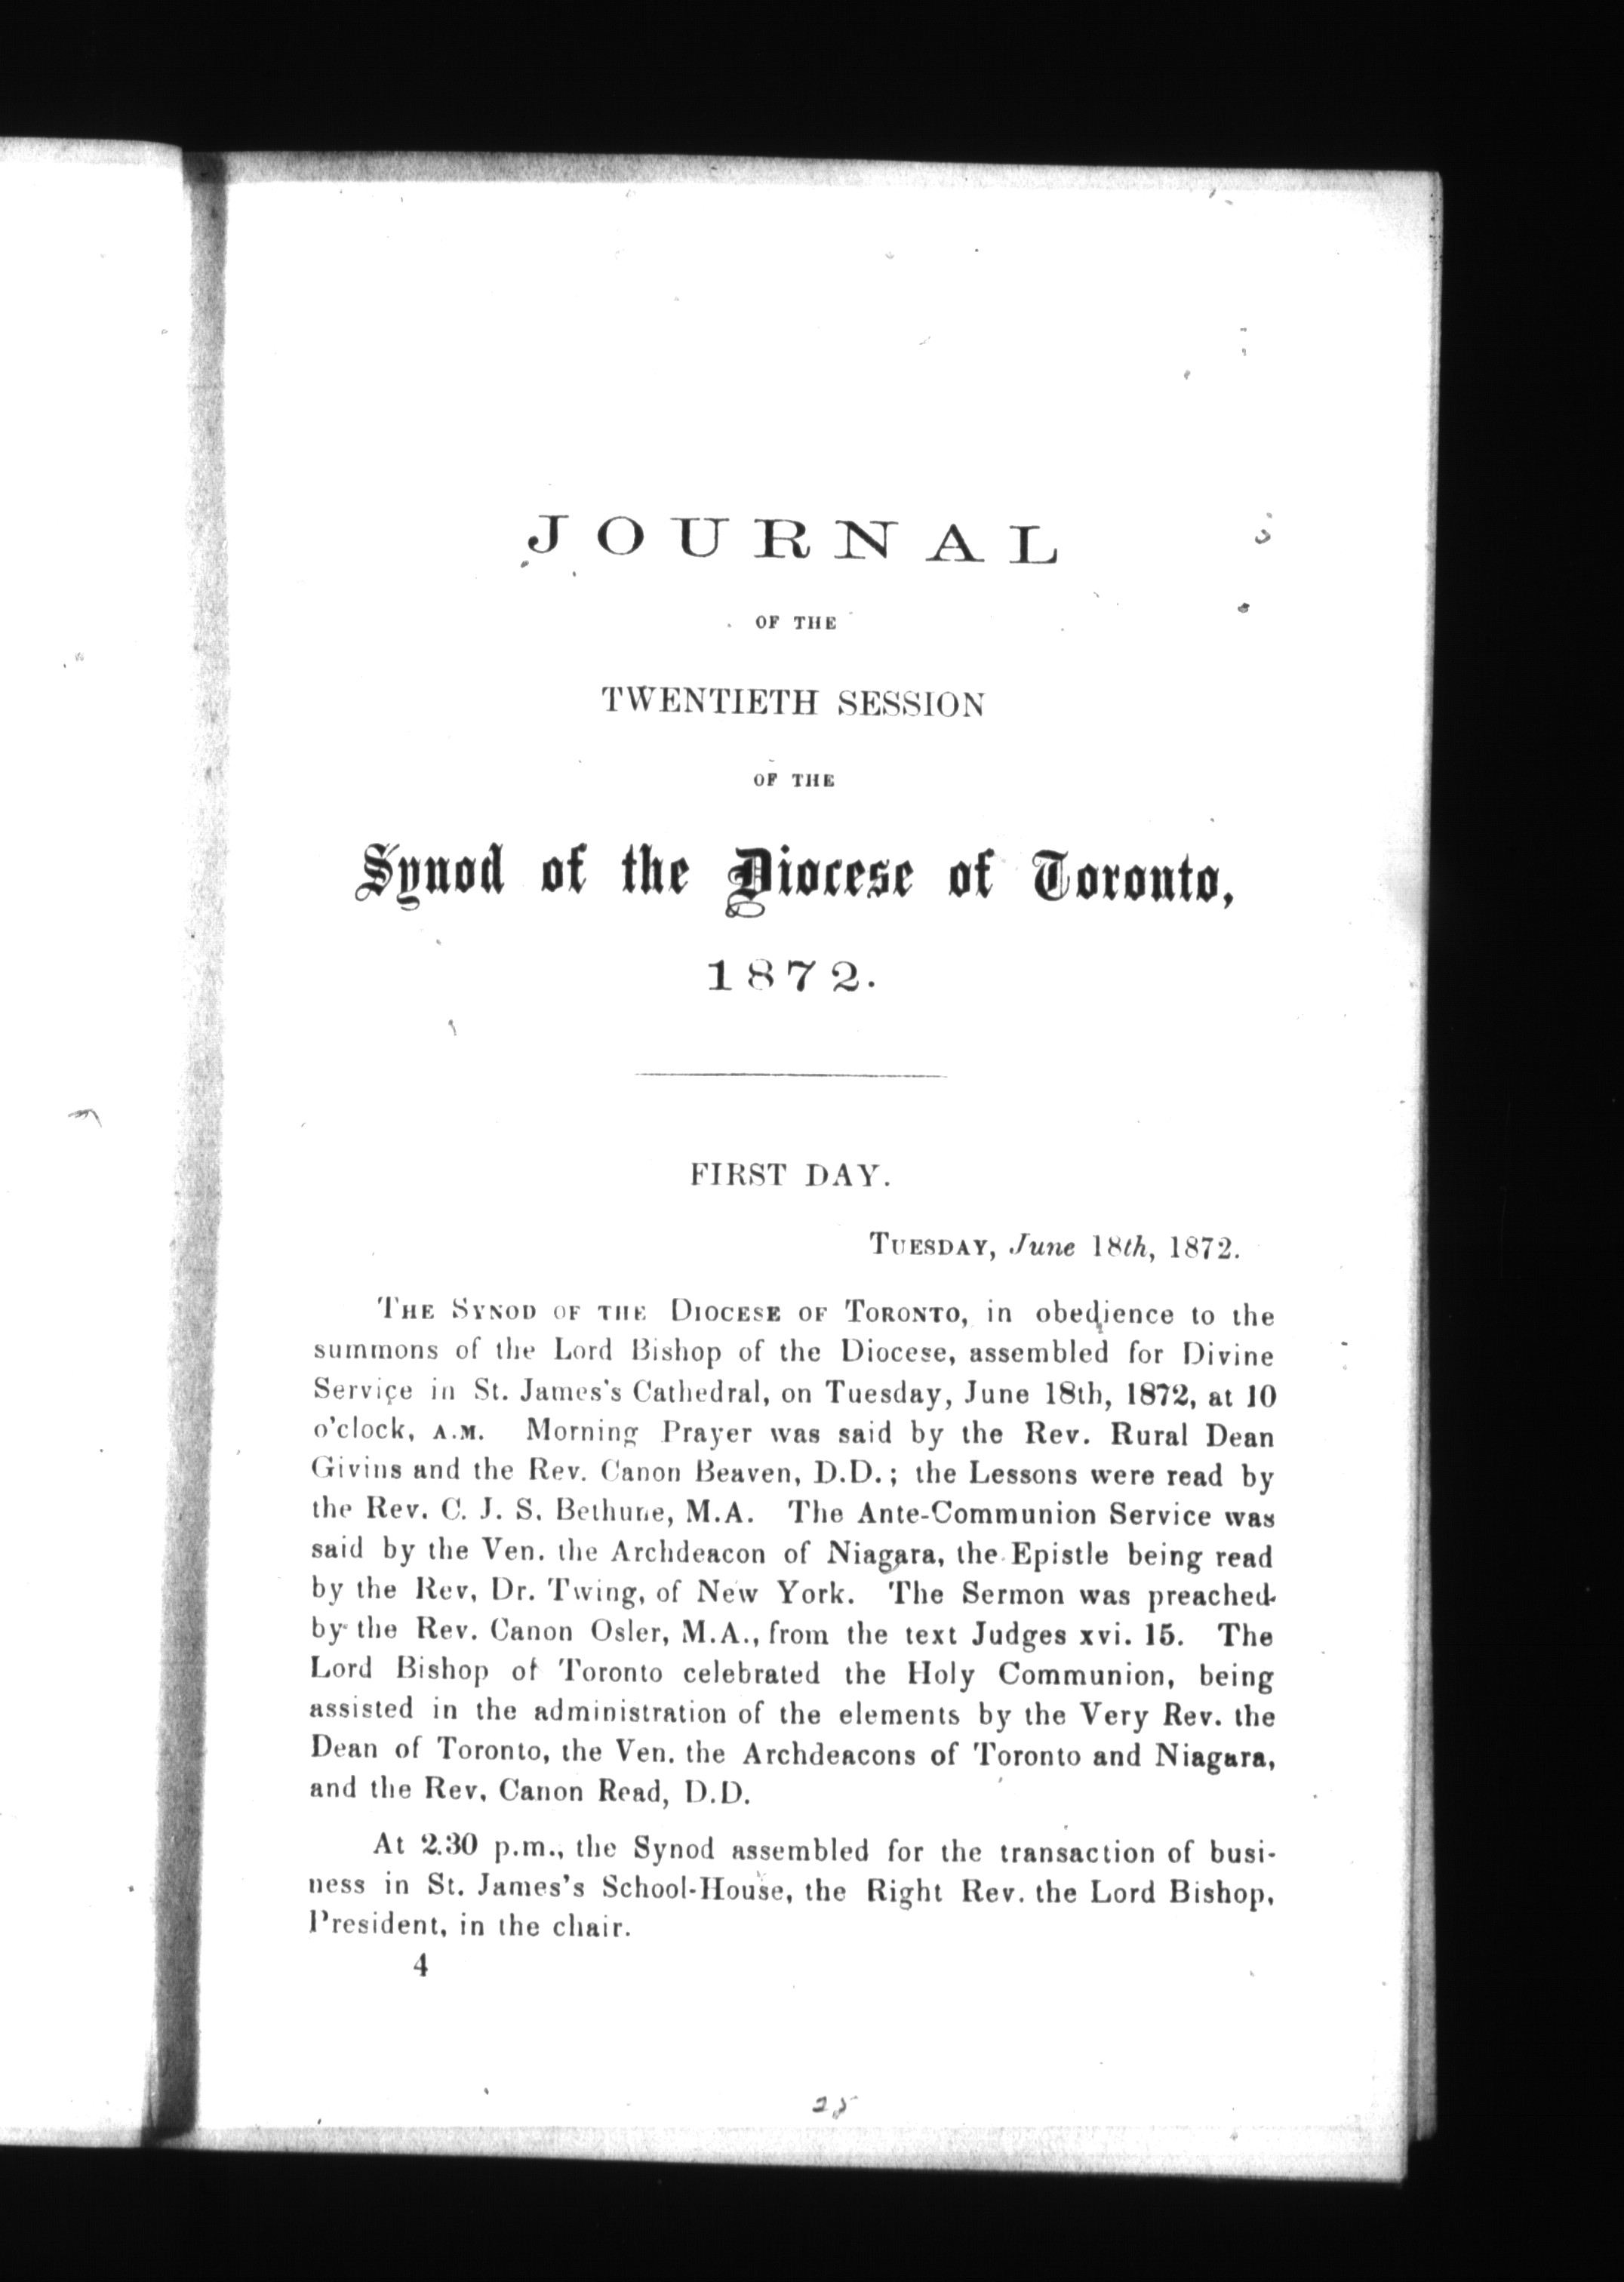 JOURNAL
OF THE
TWENTIETH SESSION
OF THE
Synod of the Diocese of Toronto,
1872.
FIRST DAY.
TUESDAY, June 18th, 1872.
THE SYNOD OF THE DIOCESE OF TORONTO, in obedience to the
summons of the Lord Bishop of the Diocese, assembled for Divine
Service in St. James's Cathedral, on Tuesday, June 18th, 1872, at 10
o'clock, A.M. Morning Prayer was said by the Rev. Rural Dean
Givins and the Rev. Canon Beaven, D.D.; the Lessons were read by
the Rev. C. J. S. Bethune, M.A. The Ante-Communion Service was
said by the Ven. the Archdeacon of Niagara, the Epistle being read
by the Rev. Dr. Twing, of New York. The Sermon was preached
by the Rev. Canon Osler, M.A., from the text Judges xvi. 15. The
Lord Bishop of Toronto celebrated the Holy Communion, being
assisted in the administration of the elements by the Very Rev. the
Dean of Toronto, the Ven. the Archdeacons of Toronto and Niagara,
and the Rev. Canon Read, D.D.
At 2.30 p.m., the Synod assembled for the transaction of busi-
ness in St. James's School-House, the Right Rev. the Lord Bishop,
President, in the chair.
4
25